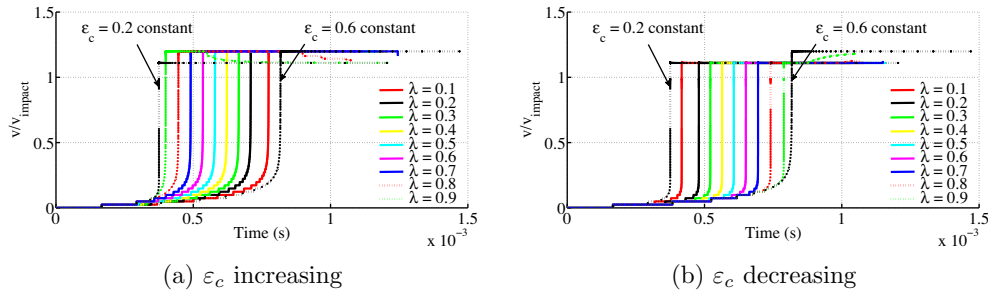 ε_c = 0.2 constant
ε_c = 0.6 constant
1.5
1
0.5
0
v/v_impact
λ = 0.1
λ = 0.2
λ = 0.3
λ = 0.4
λ = 0.5
λ = 0.6
λ = 0.7
λ = 0.8
λ = 0.9
0 0.5 1 1.5
Time (s)
x 10⁻³
(a) ε_c increasing
ε_c = 0.2 constant
ε_c = 0.6 constant
1.5
1
0.5
0
v/v_impact
λ = 0.1
λ = 0.2
λ = 0.3
λ = 0.4
λ = 0.5
λ = 0.6
λ = 0.7
λ = 0.8
λ = 0.9
0 0.5 1 1.5
Time (s)
x 10⁻³
(b) ε_c decreasing